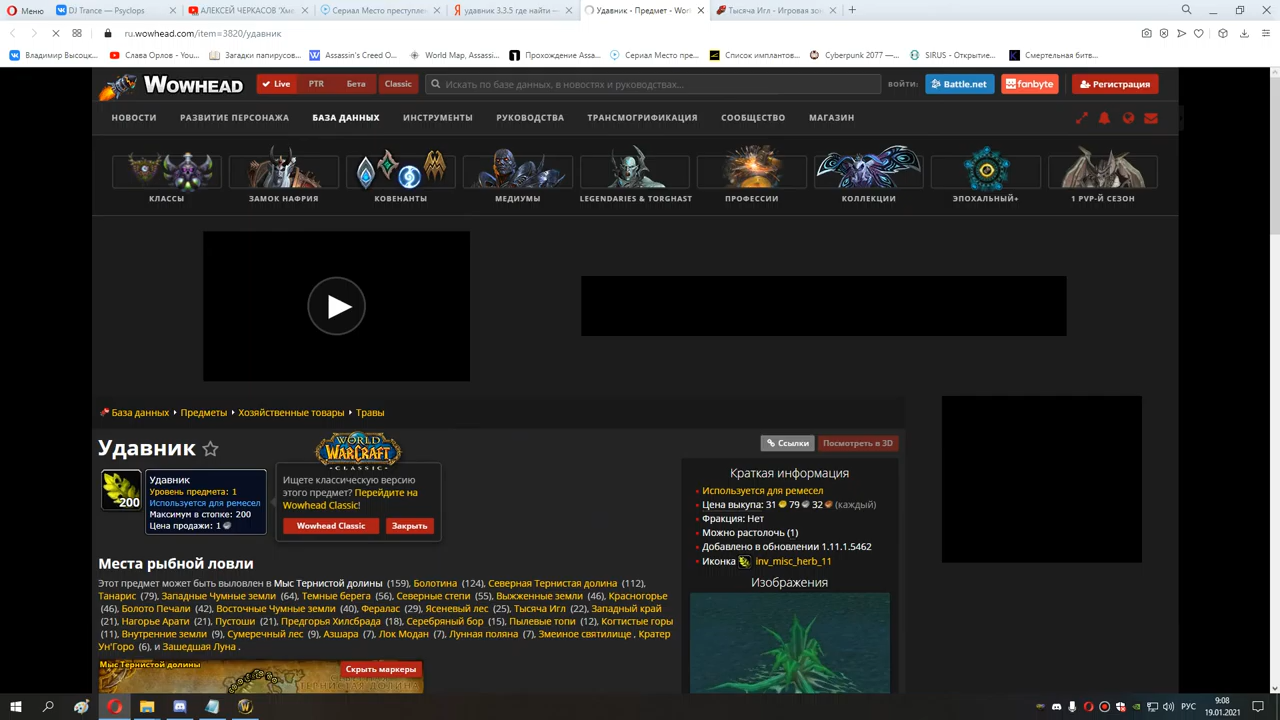 Меню
DJ Trance — Psyclops
АЛЕКСЕЙ ЧЕРКАСОВ 'Хме
Сериал Место преступлен
удавник 3.3.5 где найти —
Удавник - Предмет - Wor
Тысяча Игл - Игровая зон
ru.wowhead.com/item=3820/удавник
Владимир Высоцк...
Слава Орлов - You...
Загадки папирусов...
Assassin's Creed O...
World Map, Assassi...
Прохождение Assa...
Сериал Место пре...
Список имплантов...
Cyberpunk 2077 —...
SIRUS - Открытие...
Смертельная битв...
WOWHEAD
Live
PTR
Бета
Classic
Искать по базе данных, в новостях и руководствах...
ВОЙТИ:
Battle.net
fanbyte
Регистрация
НОВОСТИ
РАЗВИТИЕ ПЕРСОНАЖА
БАЗА ДАННЫХ
ИНСТРУМЕНТЫ
РУКОВОДСТВА
ТРАНСМОГРИФИКАЦИЯ
СООБЩЕСТВО
МАГАЗИН
КЛАССЫ
ЗАМОК НАФРИЯ
КОВЕНАНТЫ
МЕДИУМЫ
LEGENDARIES & TORGHAST
ПРОФЕССИИ
КОЛЛЕКЦИИ
ЭПОХАЛЬНЫЙ+
1 PVP-Й СЕЗОН
База данных
Предметы
Хозяйственные товары
Травы
Удавник
200
Удавник
Уровень предмета: 1
Используется для ремесел
Максимум в стопке: 200
Цена продажи: 1
WORLD OF WARCRAFT
CLASSIC
Ищете классическую версию
этого предмет? Перейдите на
Wowhead Classic!
Wowhead Classic
Закрыть
Ссылки
Посмотреть в 3D
Краткая информация
Используется для ремесел
Цена выкупа: 31 79 32 (каждый)
Фракция: Нет
Можно растолочь (1)
Добавлено в обновлении 1.11.1.5462
Иконка inv_misc_herb_11
Изображения
Места рыбной ловли
Этот предмет может быть выловлен в Мыс Тернистой долины (159), Болотина (124), Северная Тернистая долина (112),
Танарис (79), Западные Чумные земли (64), Темные берега (56), Северные степи (55), Выжженные земли (46), Красногорье
(46), Болото Печали (42), Восточные Чумные земли (40), Фералас (29), Ясеневый лес (25), Тысяча Игл (22), Западный край
(21), Нагорье Арати (21), Пустоши (21), Предгорья Хилсбрада (18), Серебряный бор (15), Пылевые топи (12), Когтистые горы
(11), Внутренние земли (9), Сумеречный лес (9), Азшара (7), Лок Модан (7), Лунная поляна (7), Змеиное святилище , Кратер
Ун'Горо (6), и Зашедшая Луна .
Мыс Тернистой долины
Скрыть маркеры
РУС
9:08
19.01.2021